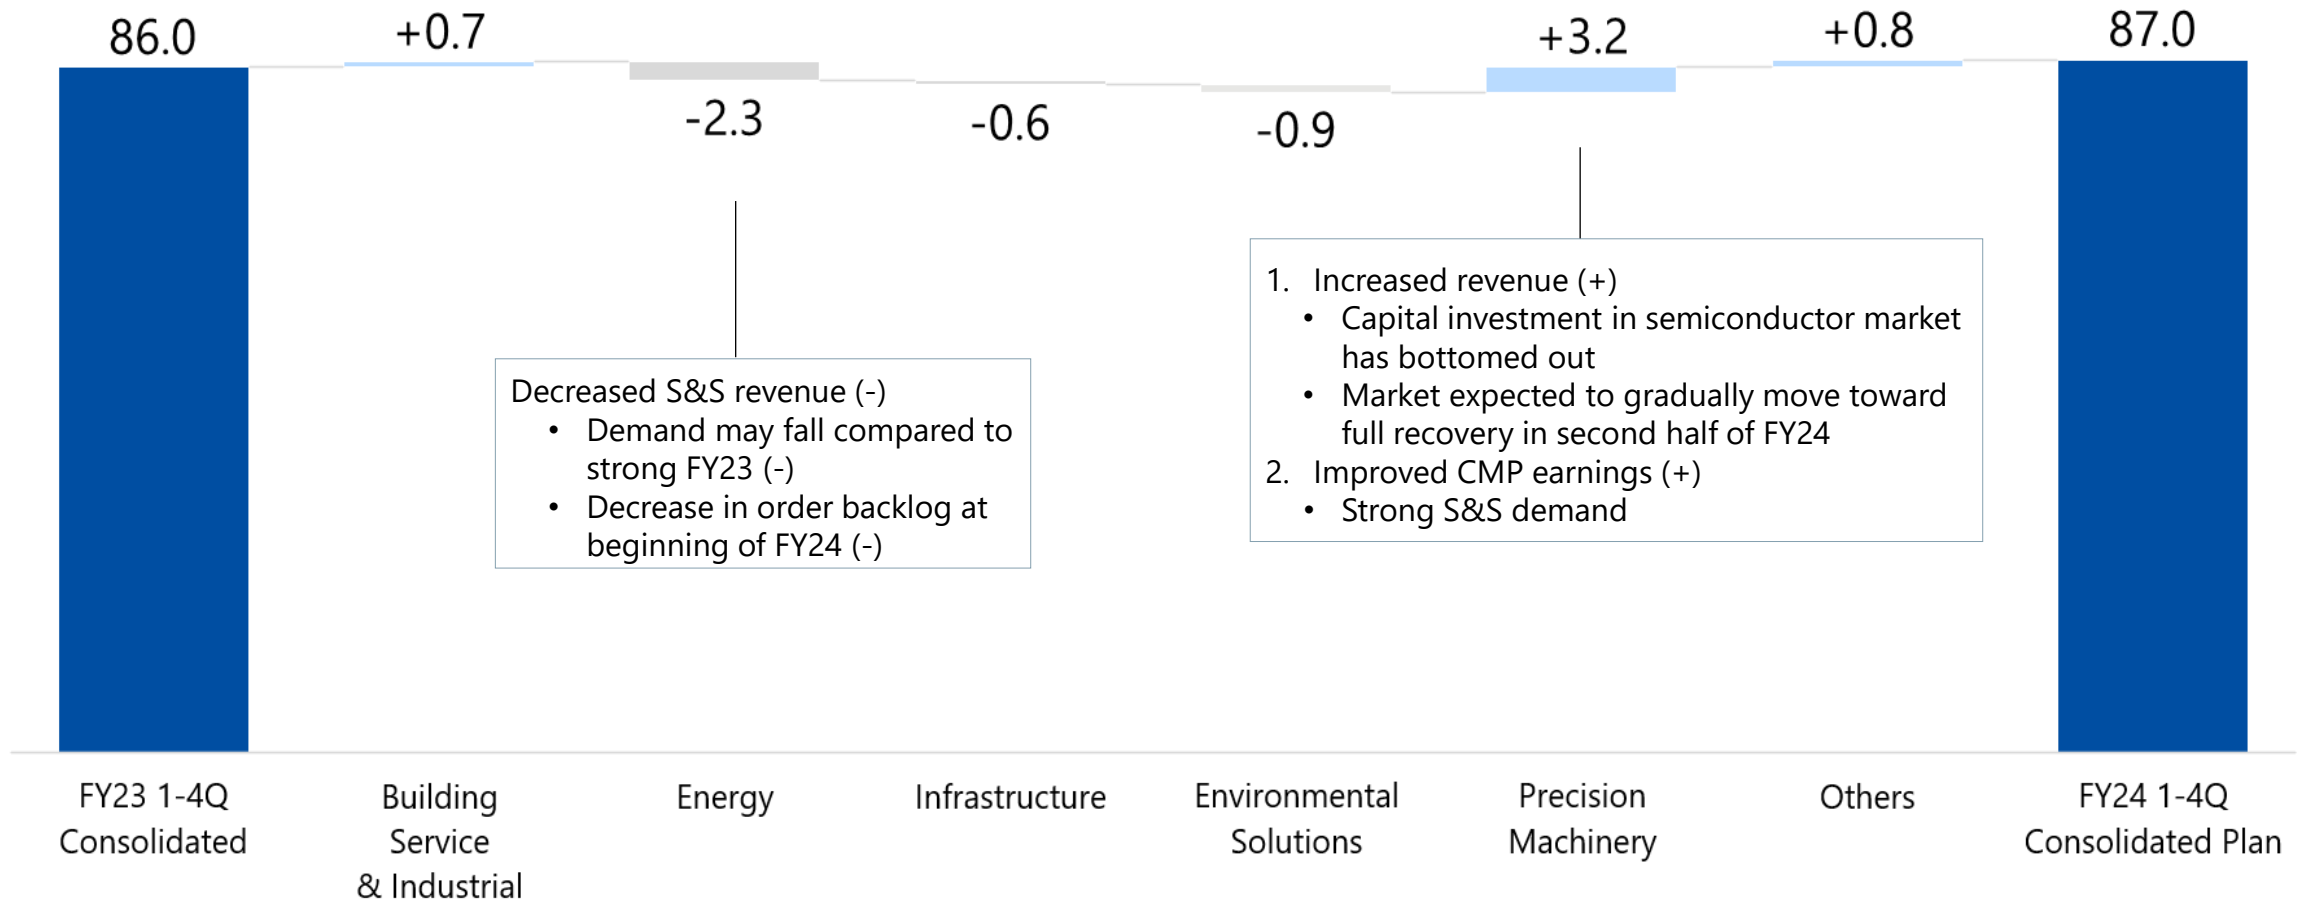 86.0
+0.7
-2.3
-0.6
-0.9
+3.2
+0.8
87.0
Decreased S&S revenue (-)
• Demand may fall compared to
strong FY23 (-)
• Decrease in order backlog at
beginning of FY24 (-)
1. Increased revenue (+)
• Capital investment in semiconductor market
has bottomed out
• Market expected to gradually move toward
full recovery in second half of FY24
2. Improved CMP earnings (+)
• Strong S&S demand
FY23 1-4Q
Consolidated
Building
Service
& Industrial
Energy
Infrastructure
Environmental
Solutions
Precision
Machinery
Others
FY24 1-4Q
Consolidated Plan